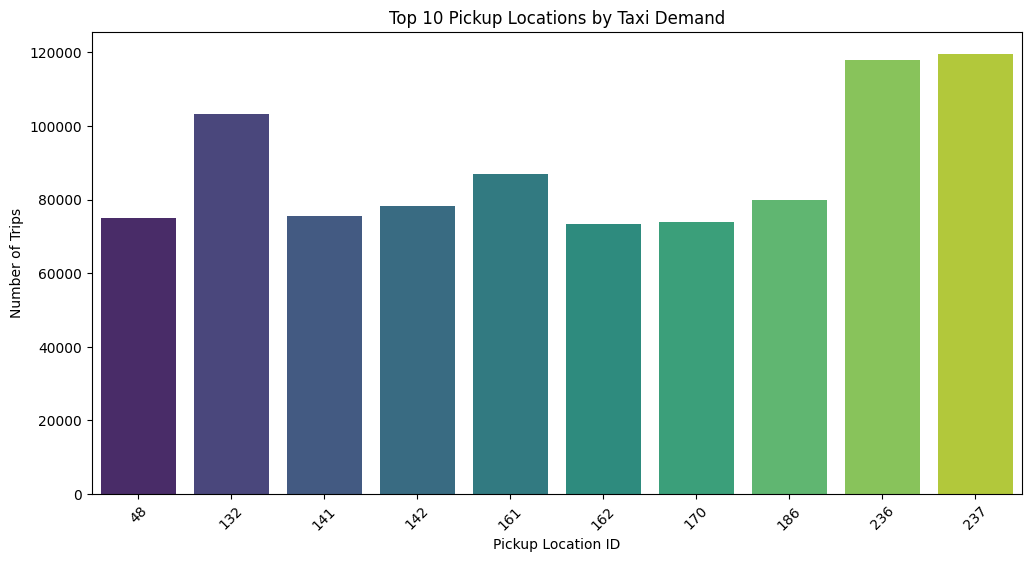 Top 10 Pickup Locations by Taxi Demand
Number of Trips
120000
100000
80000
60000
40000
20000
0
48 132 141 142 161 162 170 186 236 237
Pickup Location ID